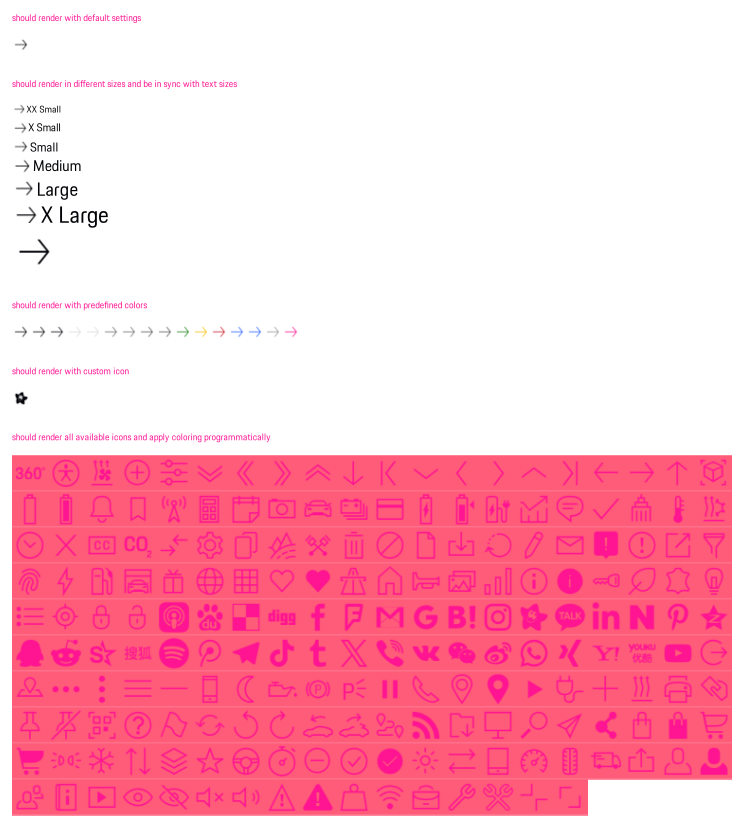 should render with default settings
should render in different sizes and be in sync with text sizes
XX Small
X Small
Small
Medium
Large
X Large
should render with predefined colors
should render with custom icon
should render all available icons and apply coloring programmatically
360°
CC CO2
digg f G B! TALK in N
搜狐 t X Y! YOUKU 优酷
P P